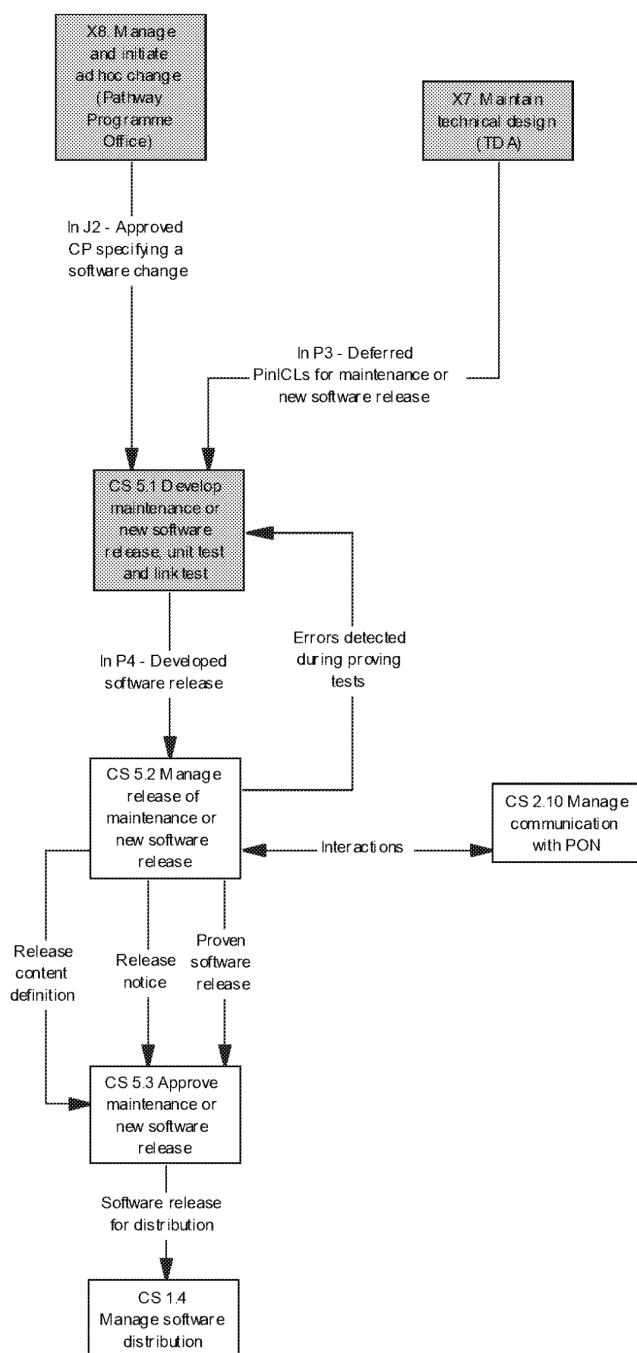 X8. Manage
and initiate
ad hoc change
(Pathway
Programme
Office)
X7. Maintain
technical design
(TDA)
In J2 - Approved
CP specifying a
software change
In P3 - Deferred
PinICLs for maintenance or
new software release
CS 5.1 Develop
maintenance or
new software
release, unit test
and link test
In P4 - Developed
software release
Errors detected
during proving
tests
CS 5.2 Manage
release of
maintenance or
new software
release
CS 2.10 Manage
communication
with PON
Interactions
Release
content
definition
Release
notice
Proven
software
release
CS 5.3 Approve
maintenance or
new software
release
Software release
for distribution
CS 1.4
Manage software
distribution